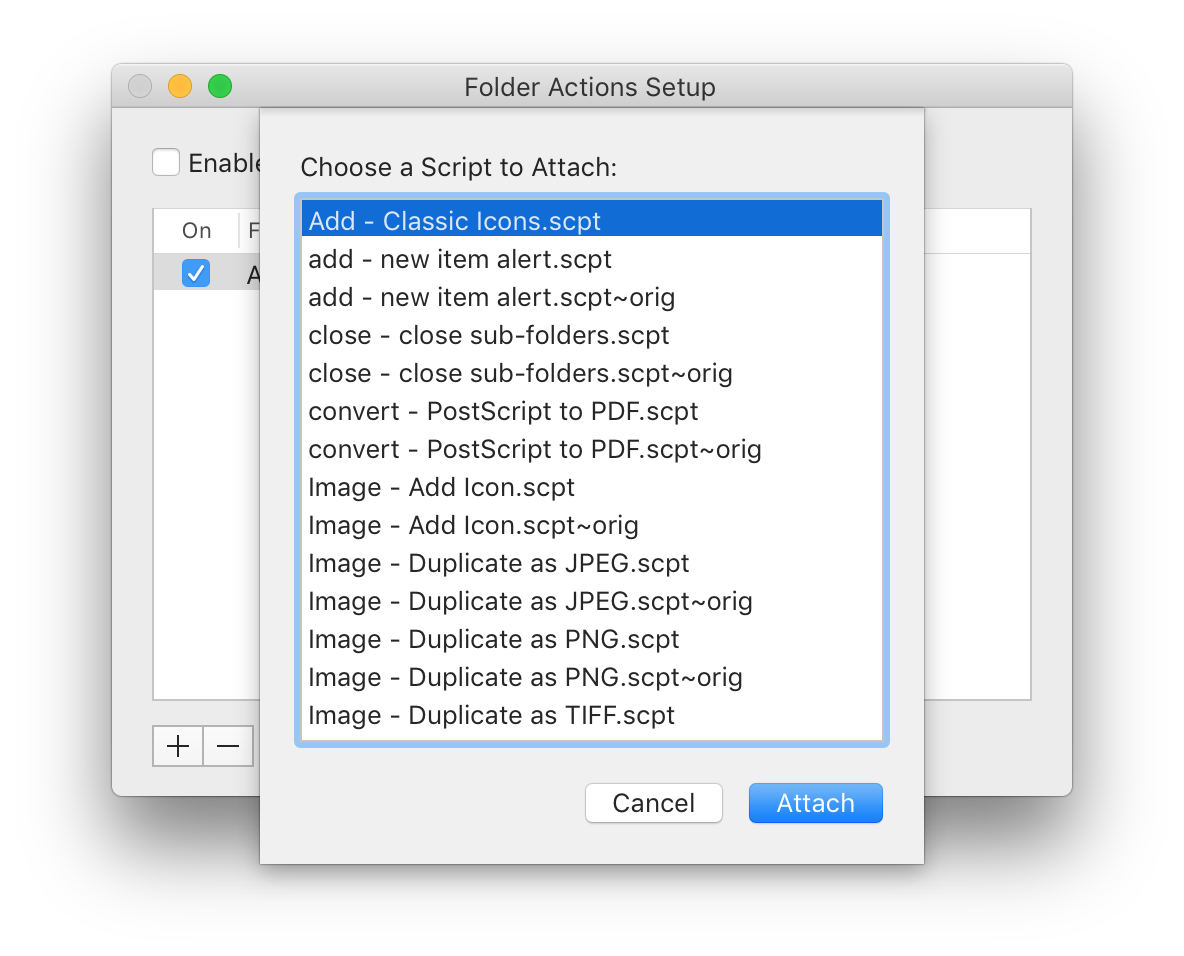 Folder Actions Setup
Enable
Choose a Script to Attach:
On
Add - Classic Icons.scpt
add - new item alert.scpt
add - new item alert.scpt~orig
close - close sub-folders.scpt
close - close sub-folders.scpt~orig
convert - PostScript to PDF.scpt
convert - PostScript to PDF.scpt~orig
Image - Add Icon.scpt
Image - Add Icon.scpt~orig
Image - Duplicate as JPEG.scpt
Image - Duplicate as JPEG.scpt~orig
Image - Duplicate as PNG.scpt
Image - Duplicate as PNG.scpt~orig
Image - Duplicate as TIFF.scpt
Cancel
Attach